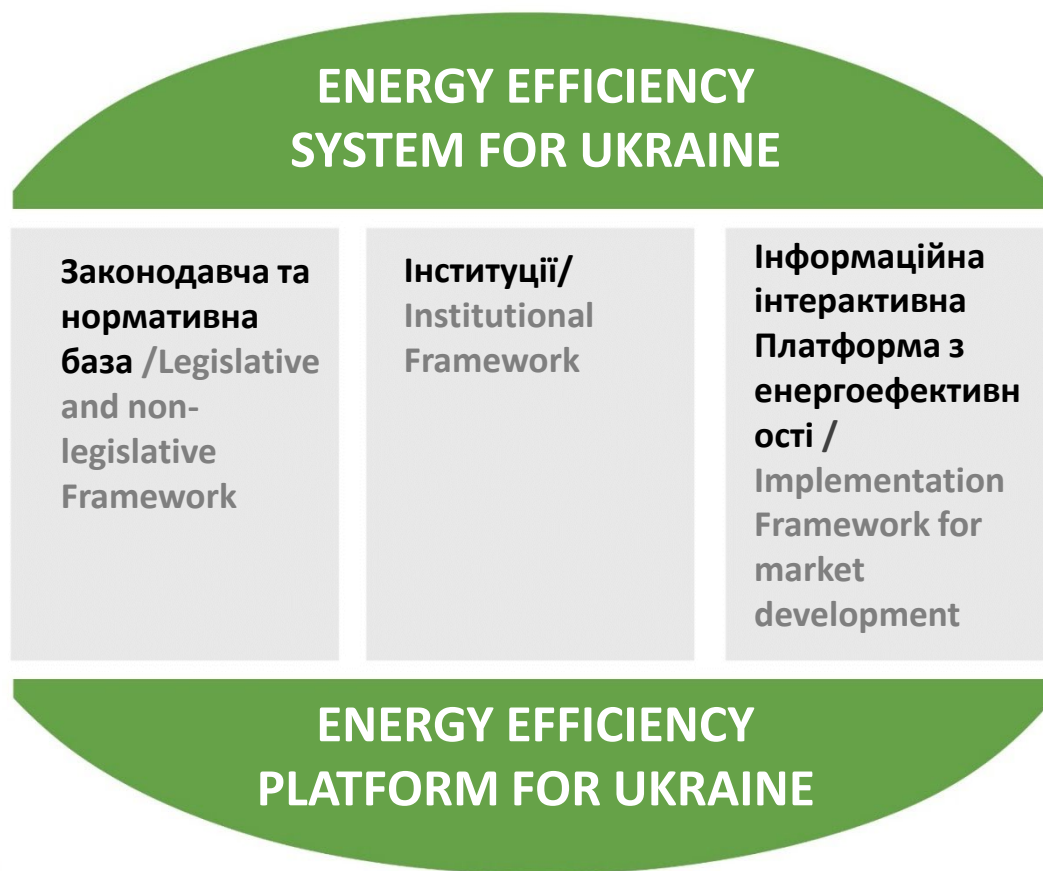 ENERGY EFFICIENCY
SYSTEM FOR UKRAINE
Законодавча та
нормативна
база /Legislative
and non-
legislative
Framework
Інституції/
Institutional
Framework
Інформаційна
інтерактивна
Платформа з
енергоефективн
ості /
Implementation
Framework for
market
development
ENERGY EFFICIENCY
PLATFORM FOR UKRAINE